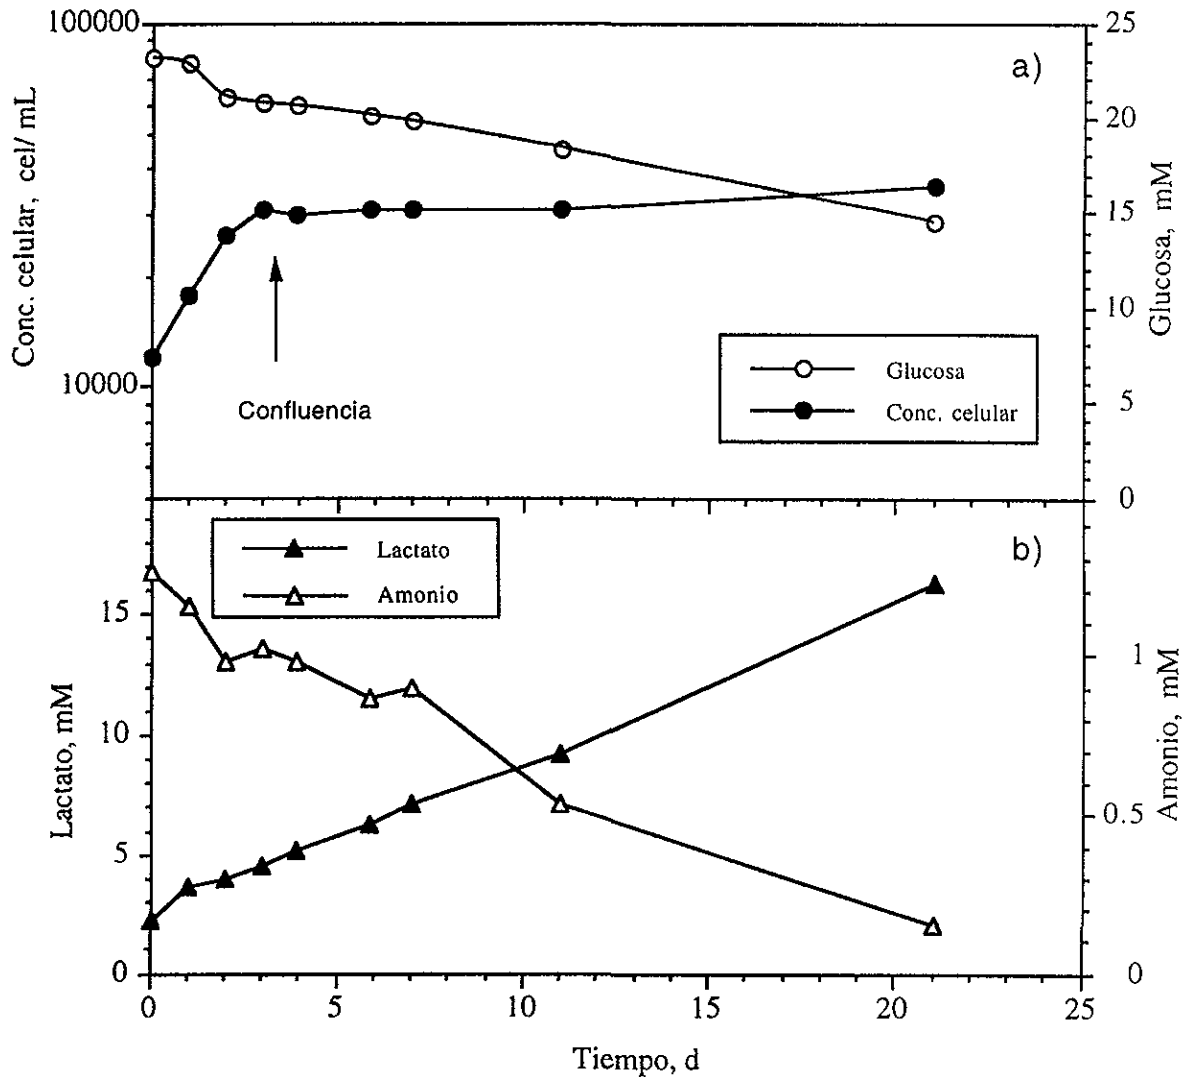 100000
10000
Conc. celular, cel/ mL
a)
25
20
15
10
5
0
Glucosa, mM
Confluencia
Glucosa
Conc. celular
Lactato
Amonio
b)
15
10
5
0
Lactato, mM
1
0.5
0
Amonio, mM
0
5
10
15
20
25
Tiempo, d